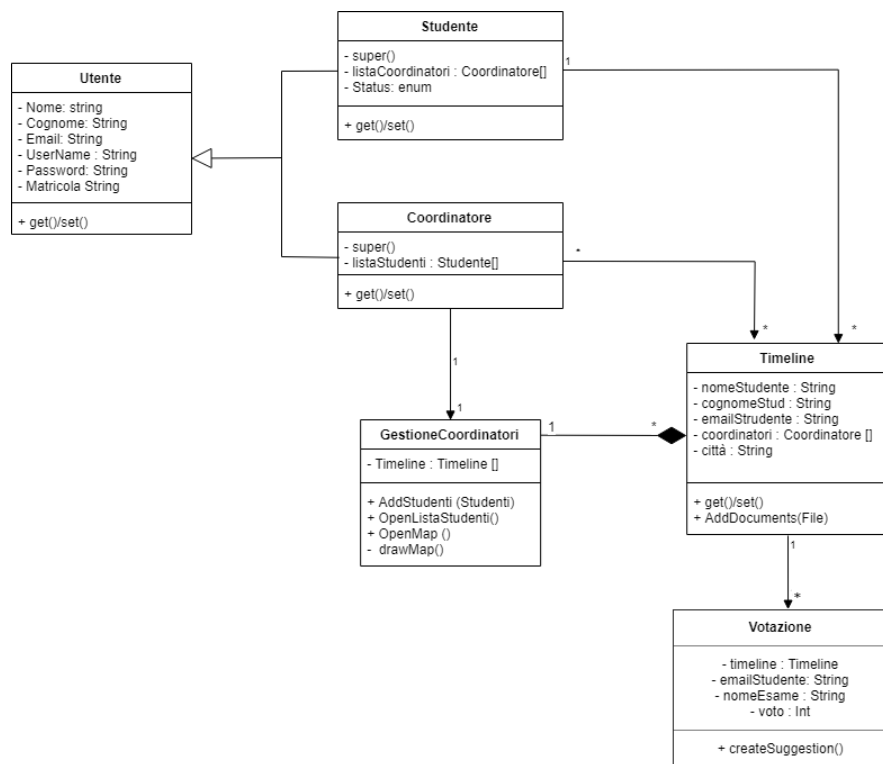 Studente
- super()
- listaCoordinatori : Coordinatore[]
- Status: enum
+ get()/set()
1
Utente
- Nome: string
- Cognome: String
- Email: String
- UserName : String
- Password: String
- Matricola String
+ get()/set()
Coordinatore
- super()
- listaStudenti : Studente[]
+ get()/set()
*
*
*
1
1
Timeline
- nomeStudente : String
- cognomeStud : String
- emailStrudente : String
- coordinatori : Coordinatore []
- città : String
+ get()/set()
+ AddDocuments(File)
GestioneCoordinatori
- Timeline : Timeline []
+ AddStudenti (Studenti)
+ OpenListaStudenti()
+ OpenMap ()
- drawMap()
1
*
1
*
Votazione
- timeline : Timeline
- emailStudente: String
- nomeEsame : String
- voto : Int
+ createSuggestion()